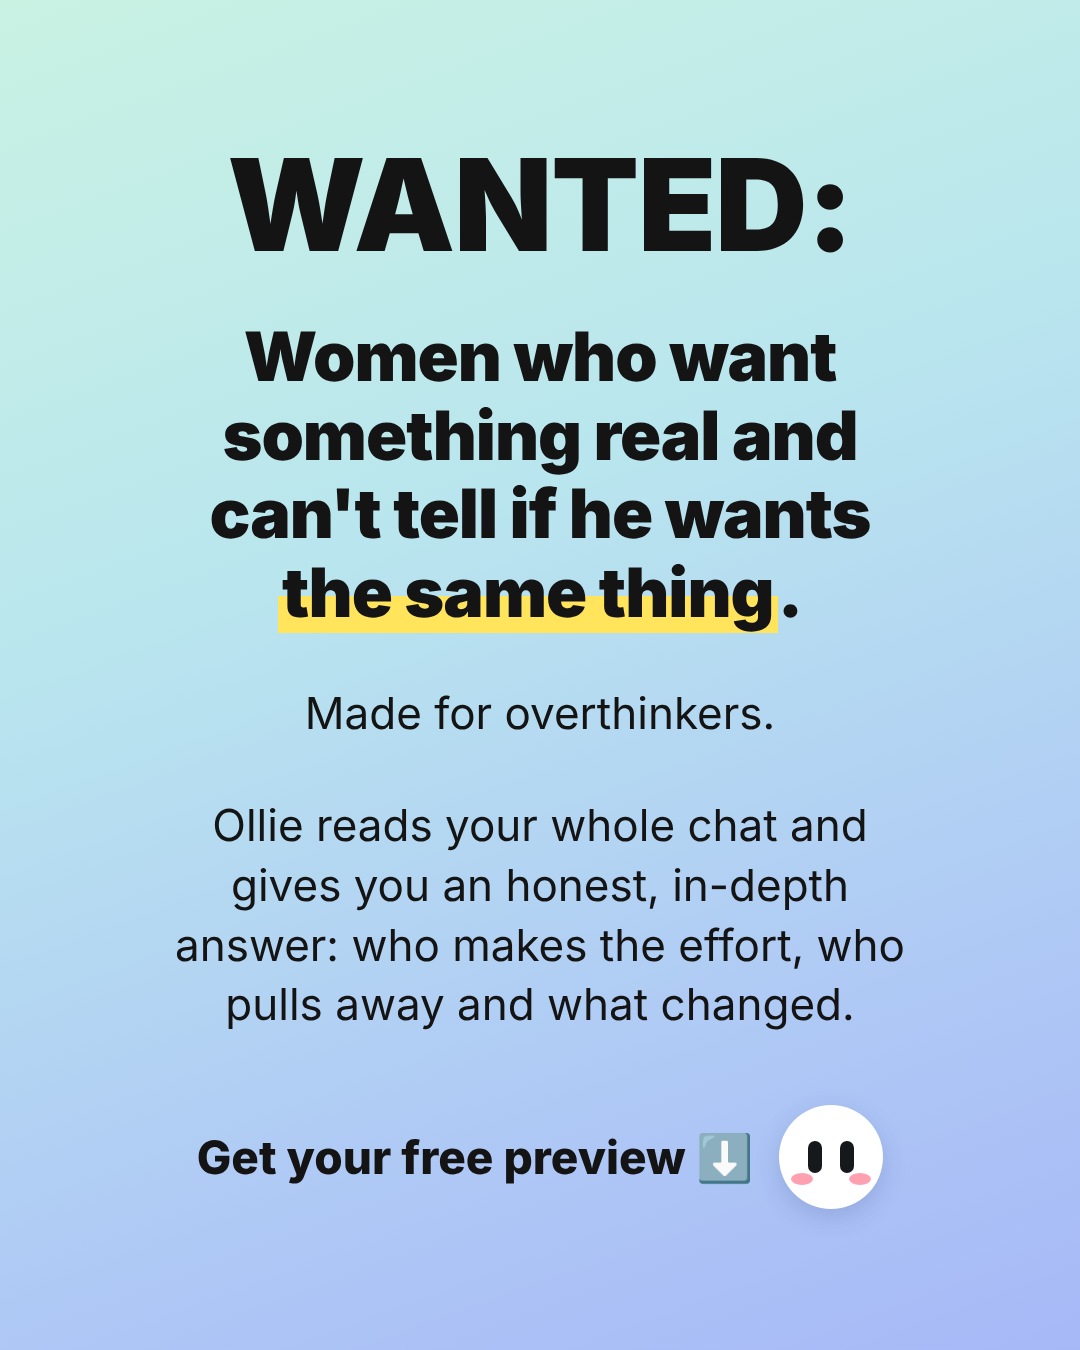 WANTED:
Women who want
something real and
can't tell if he wants
the same thing.
Made for overthinkers.
Ollie reads your whole chat and
gives you an honest, in-depth
answer: who makes the effort, who
pulls away and what changed.
Get your free preview ⬇️